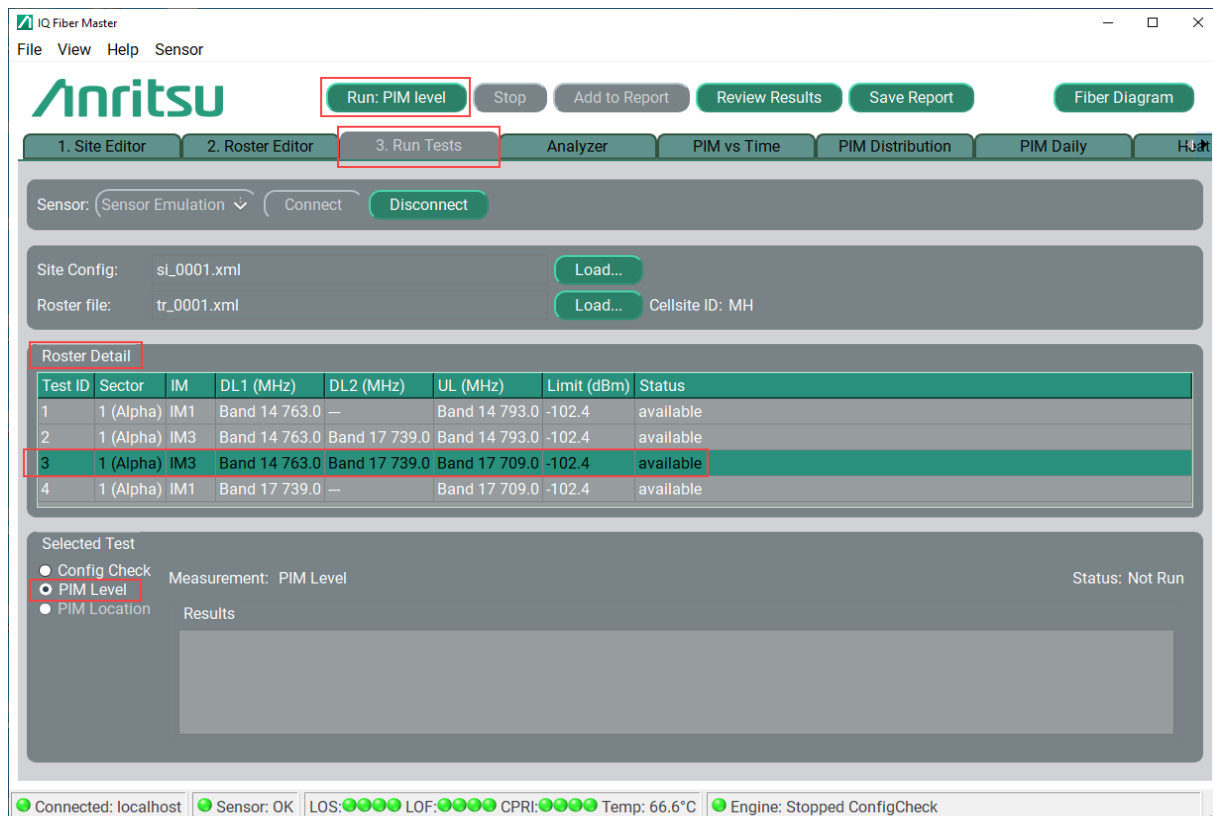 IQ Fiber Master
File View Help Sensor
Anritsu
Run: PIM level Stop Add to Report Review Results Save Report Fiber Diagram
1. Site Editor 2. Roster Editor 3. Run Tests Analyzer PIM vs Time PIM Distribution PIM Daily
Sensor: Sensor Emulation Connect Disconnect
Site Config: si_0001.xml Load...
Roster file: tr_0001.xml Load... Cellsite ID: MH
Roster Detail
Test ID Sector IM DL1 (MHz) DL2 (MHz) UL (MHz) Limit (dBm) Status
1 1 (Alpha) IM1 Band 14 763.0 --- Band 14 793.0 -102.4 available
2 1 (Alpha) IM3 Band 14 763.0 Band 17 739.0 Band 14 793.0 -102.4 available
3 1 (Alpha) IM3 Band 14 763.0 Band 17 739.0 Band 17 709.0 -102.4 available
4 1 (Alpha) IM1 Band 17 739.0 --- Band 17 709.0 -102.4 available
Selected Test
Config Check
PIM Level
PIM Location
Measurement: PIM Level Status: Not Run
Results
Connected: localhost Sensor: OK LOS: LOF: CPRI: Temp: 66.6°C Engine: Stopped ConfigCheck